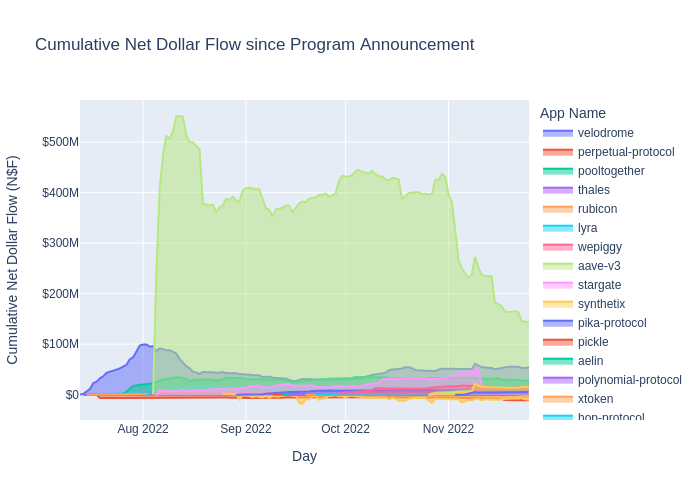 Cumulative Net Dollar Flow since Program Announcement
App Name
velodrome
perpetual-protocol
pooltogether
thales
rubicon
lyra
wepiggy
aave-v3
stargate
synthetix
pika-protocol
pickle
aelin
polynomial-protocol
xtoken
hop-protocol
Cumulative Net Dollar Flow (N$F)
$500M
$400M
$300M
$200M
$100M
$0
Aug 2022
Sep 2022
Oct 2022
Nov 2022
Day